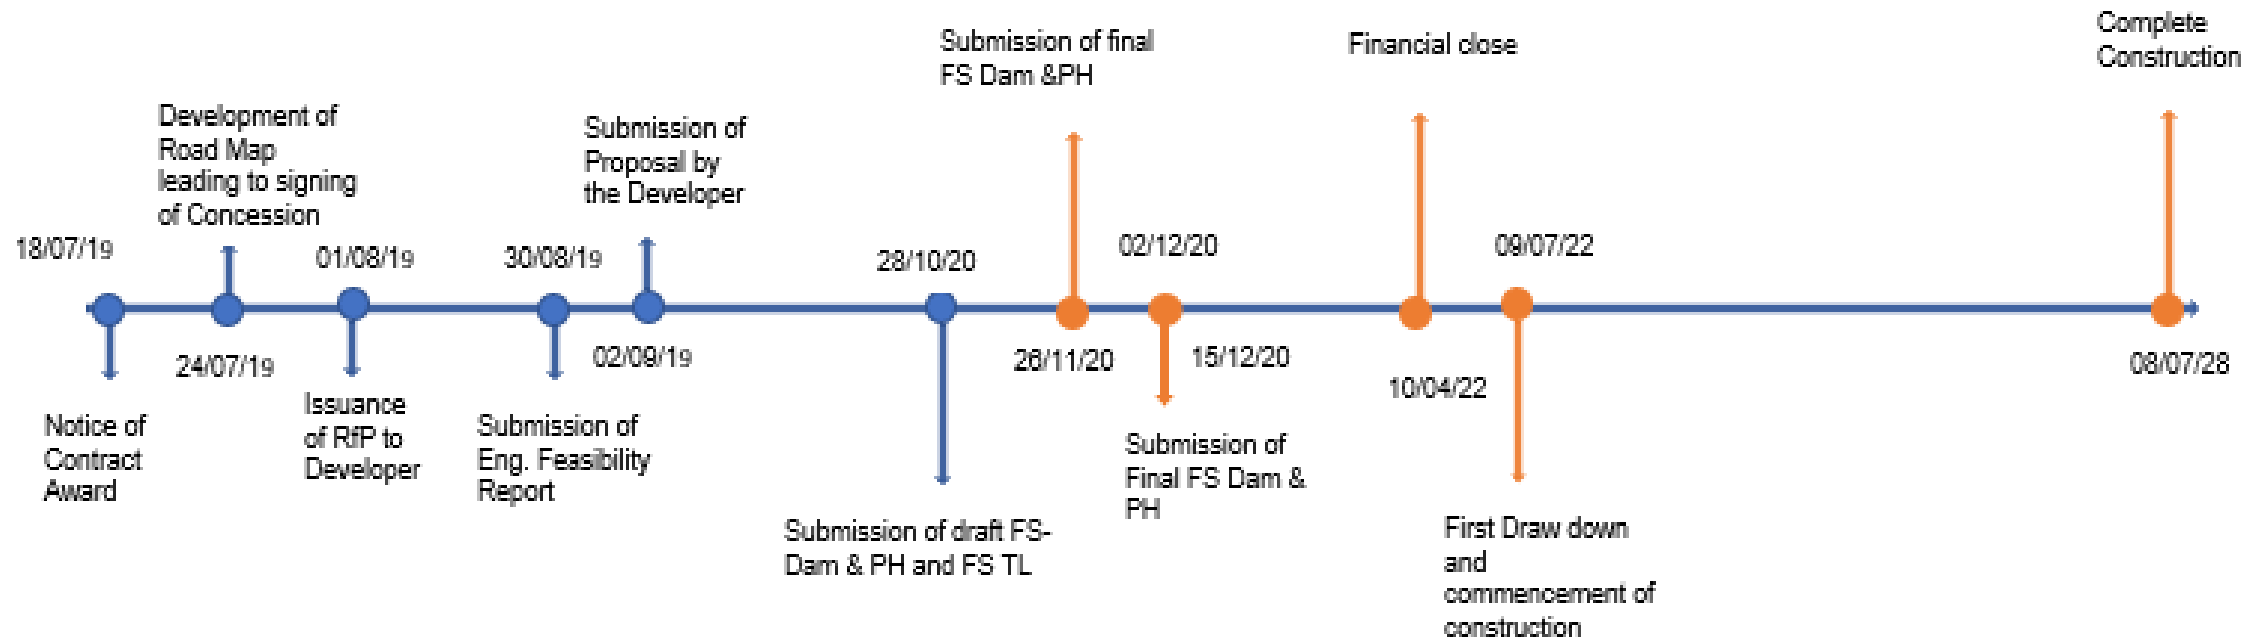 Complete
Construction
Submission of final
FS Dam &PH
Financial close
Development of
Road Map
leading to signing
of Concession
Submission of
Proposal by
the Developer
18/07/19
01/08/19
30/08/19
28/10/20
02/12/20
09/07/22
24/07/19
02/09/19
26/11/20
15/12/20
10/04/22
08/07/28
Notice of
Contract
Award
Issuance
of RfP to
Developer
Submission of
Eng. Feasibility
Report
Submission of draft FS-
Dam & PH and FS TL
Submission of
Final FS Dam &
PH
First Draw down
and
commencement of
construction